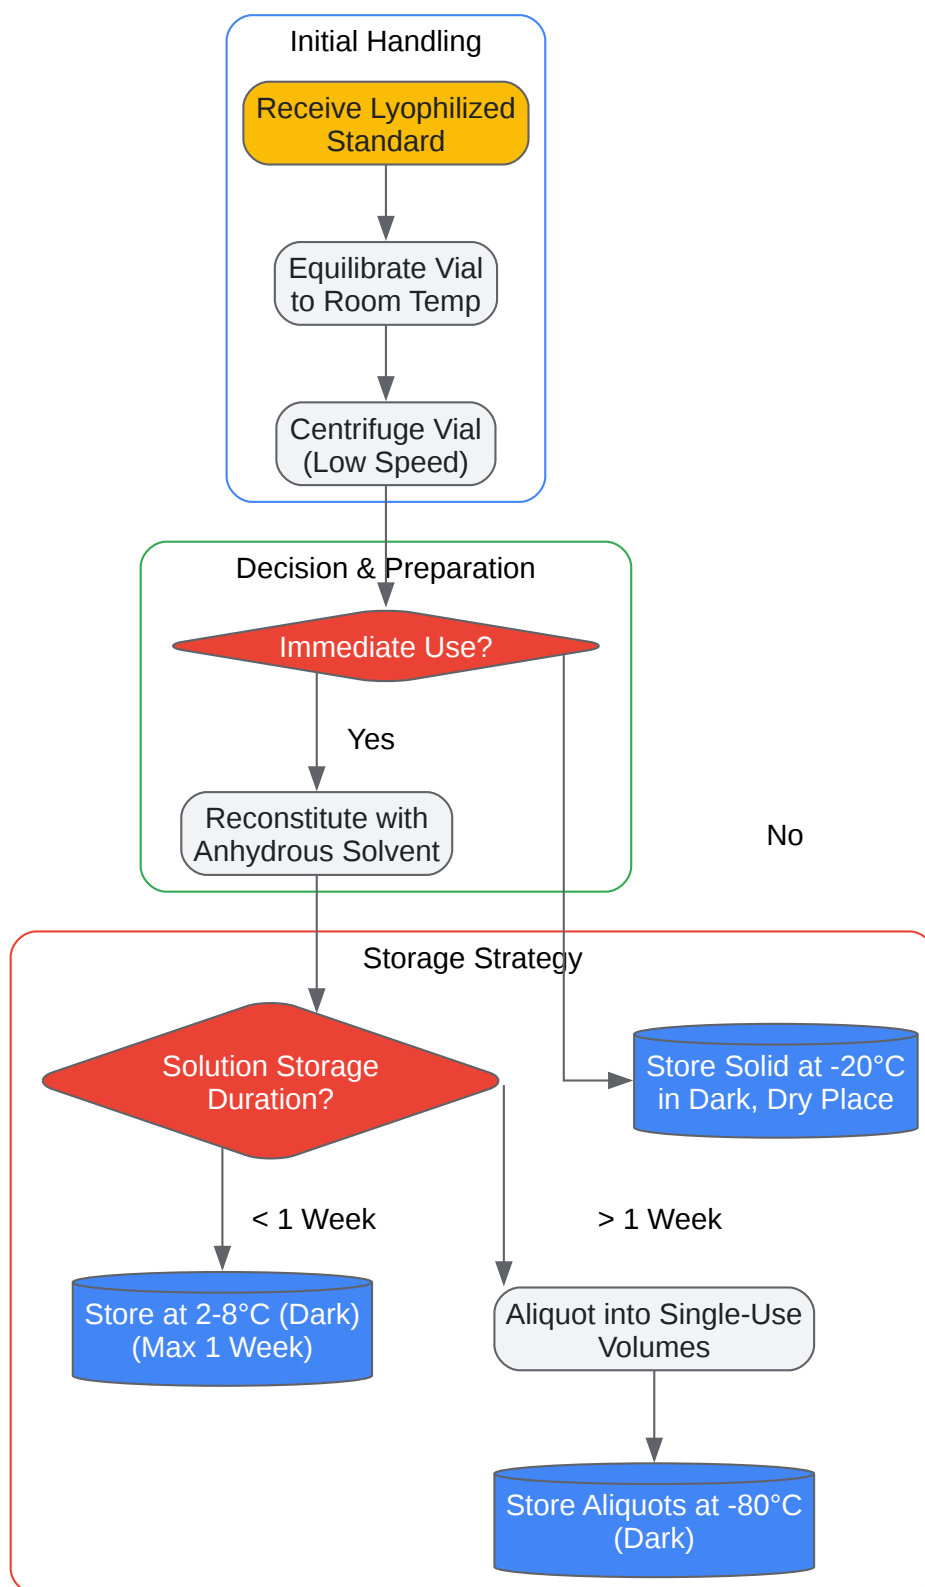 Initial Handling
Receive Lyophilized
Standard
Equilibrate Vial
to Room Temp
Centrifuge Vial
(Low Speed)
Decision & Preparation
Immediate Use?
Yes
Reconstitute with
Anhydrous Solvent
No
Storage Strategy
Solution Storage
Duration?
Store Solid at -20°C
in Dark, Dry Place
< 1 Week
> 1 Week
Store at 2-8°C (Dark)
(Max 1 Week)
Aliquot into Single-Use
Volumes
Store Aliquots at -80°C
(Dark)